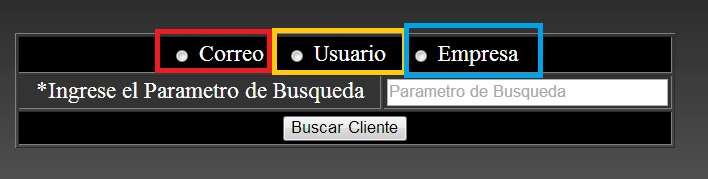 Correo Usuario Empresa
*Ingrese el Parametro de Busqueda Parametro de Busqueda
Buscar Cliente